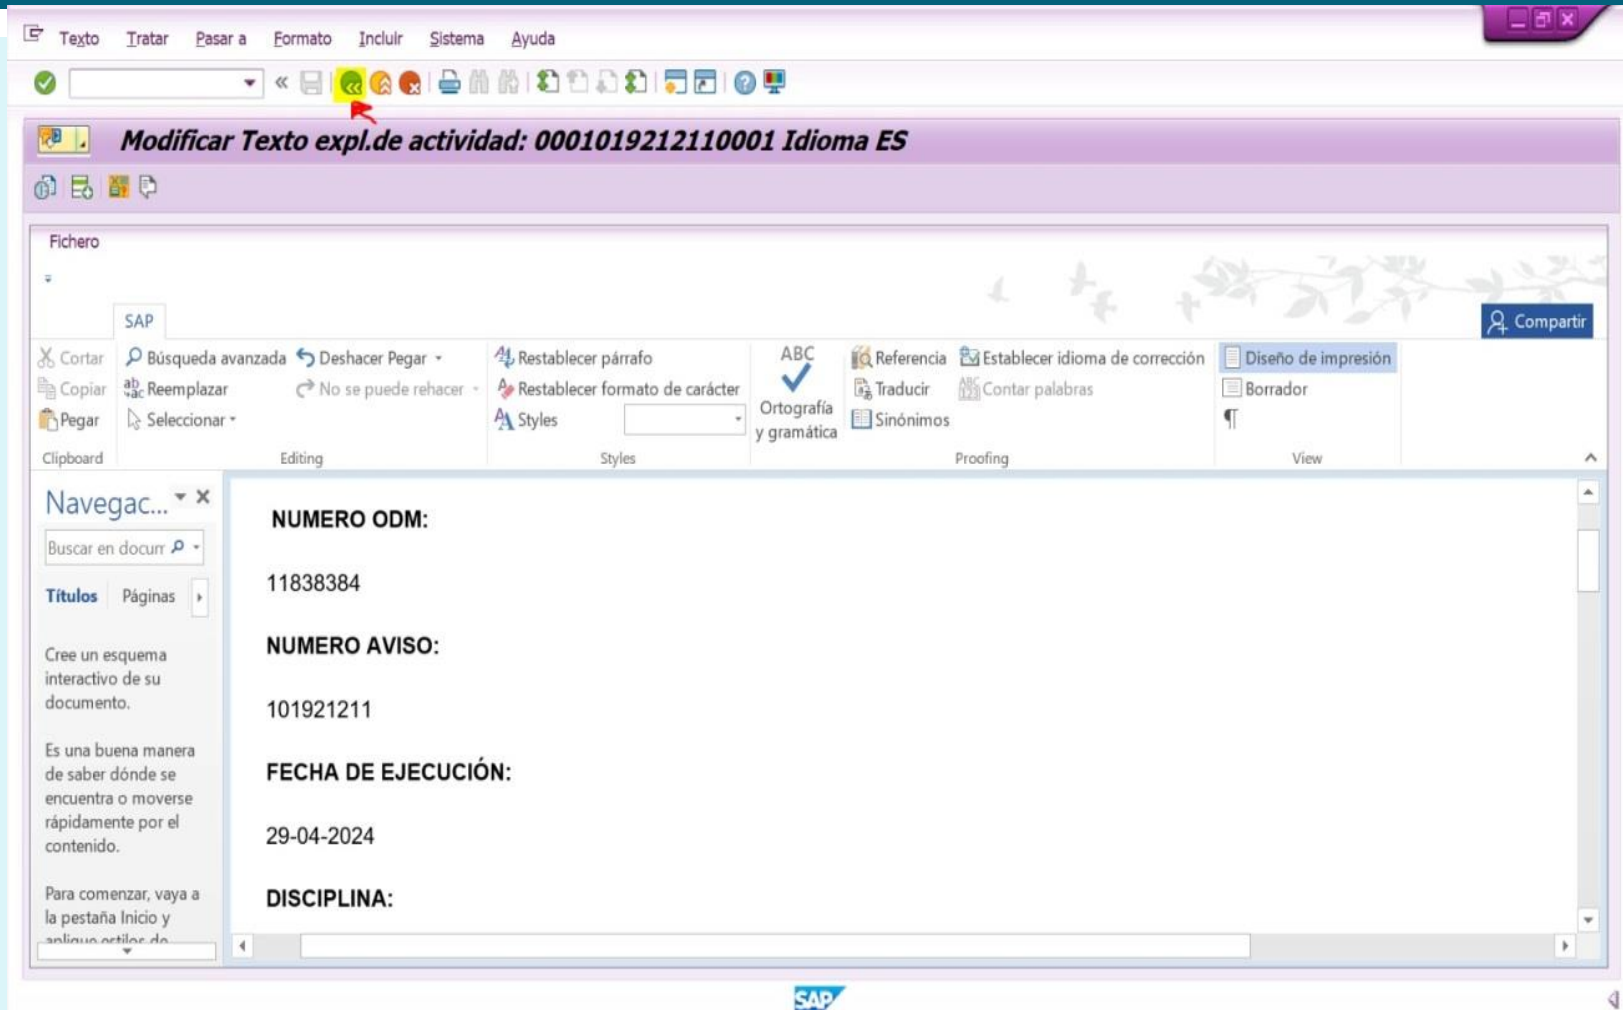 Texto Tratar Pasar a Formato Incluir Sistema Ayuda
Modificar Texto expl.de actividad: 0001019212110001 Idioma ES
Fichero
SAP
Compartir
Cortar Búsqueda avanzada Deshacer Pegar Restablecer párrafo ABC Referencia Establecer idioma de corrección Diseño de impresión
Copiar Reemplazar No se puede rehacer Restablecer formato de carácter Traducir Contar palabras Borrador
Pegar Seleccionar Styles Ortografía y gramática Sinónimos ¶
Clipboard Editing Styles Proofing View
Navegac...
Buscar en docum
Títulos Páginas
Cree un esquema
interactivo de su
documento.
Es una buena manera
de saber dónde se
encuentra o moverse
rápidamente por el
contenido.
Para comenzar, vaya a
la pestaña Inicio y
aplique estilos de
NUMERO ODM:
11838384
NUMERO AVISO:
101921211
FECHA DE EJECUCIÓN:
29-04-2024
DISCIPLINA:
SAP